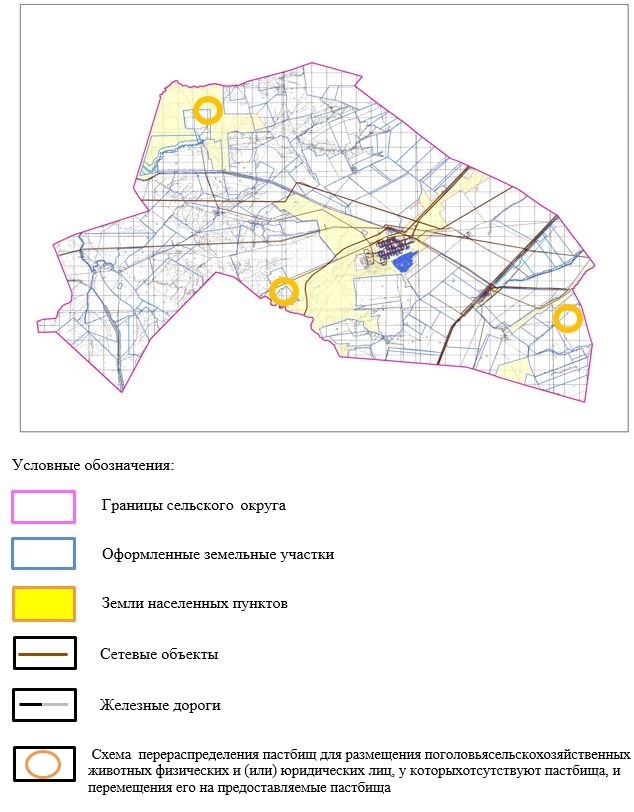 Условные обозначения:
Границы сельского округа
Оформленные земельные участки
Земли населенных пунктов
Сетевые объекты
Железные дороги
Схема перераспределения пастбищ для размещения поголовьясельскохозяйственных
животных физических и (или) юридических лиц, у которыхотсутствуют пастбища, и
перемещения его на предоставляемые пастбища